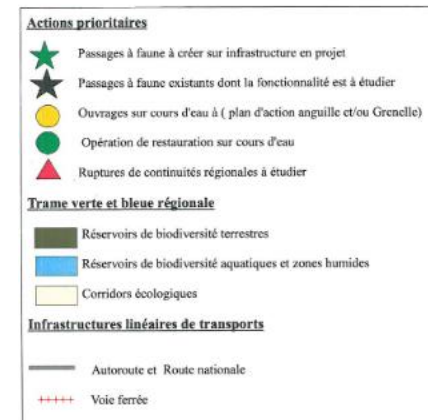 Actions prioritaires
Passages à faune à créer sur infrastructure en projet
Passages à faune existants dont la fonctionnalité est à étudier
Ouvrages sur cours d'eau à ( plan d'action anguille et/ou Grenelle)
Opération de restauration sur cours d'eau
Ruptures de continuités régionales à étudier
Trame verte et bleue régionale
Réservoirs de biodiversité terrestres
Réservoirs de biodiversité aquatiques et zones humides
Corridors écologiques
Infrastructures linéaires de transports
Autoroute et Route nationale
Voie ferrée